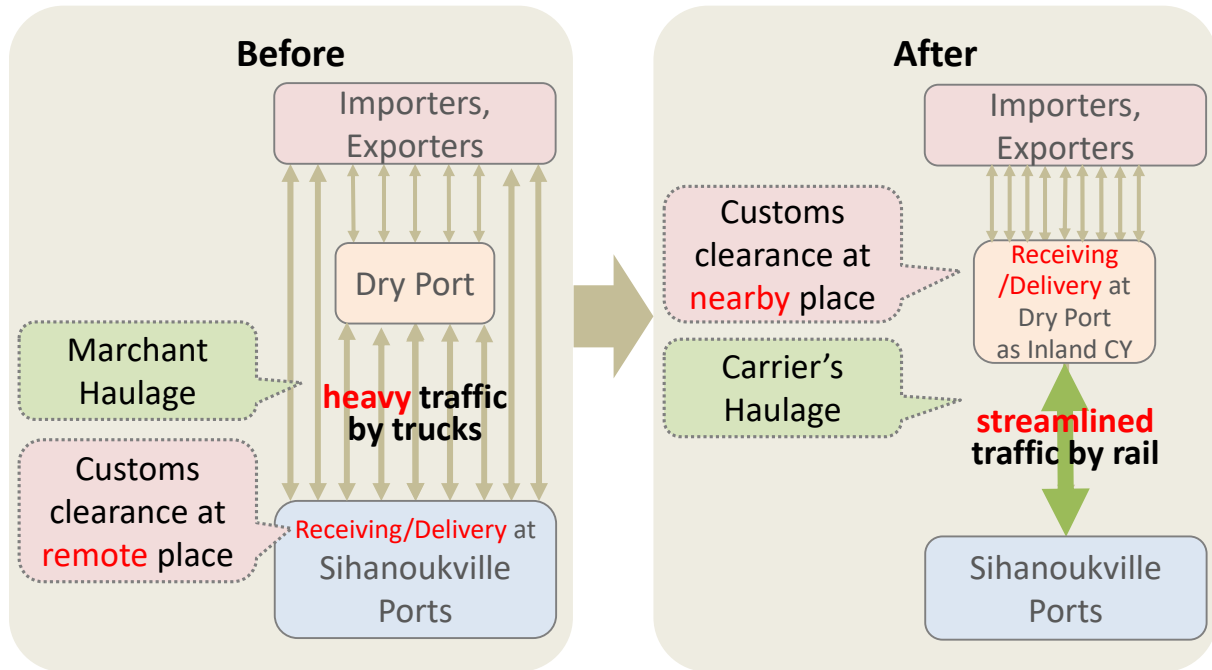 Before
Importers,
Exporters
Dry Port
Marchant
Haulage
heavy traffic
by trucks
Customs
clearance at
remote place
Receiving/Delivery at
Sihanoukville
Ports
After
Importers,
Exporters
Customs
clearance at
nearby place
Receiving
/Delivery at
Dry Port
as Inland CY
Carrier’s
Haulage
streamlined
traffic by rail
Sihanoukville
Ports